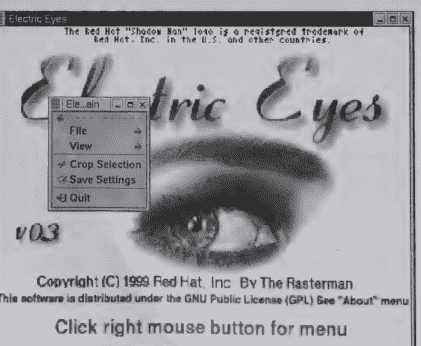 Electric Eyes
The Red Hat "Shadow Man" logo is a registered trademark of
Red Hat, Inc. in the U.S. and other countries.
Electric Eyes
Ele...ain
File
View
Crop Selection
Save Settings
Quit
v0.3
Copyright (C) 1999 Red Hat, Inc By The Rasterman
This software is distributed under the GNU Public License (GPL) See "About" menu
Click right mouse button for menu